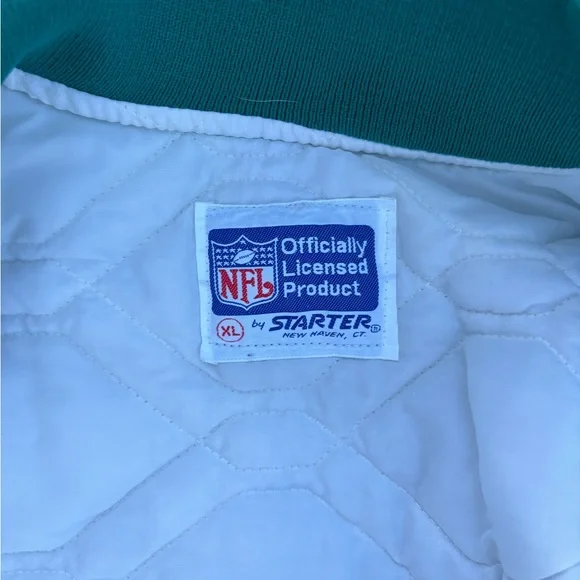 NFL
Officially
Licensed
Product
XL by STARTER®
NEW HAVEN, CT.